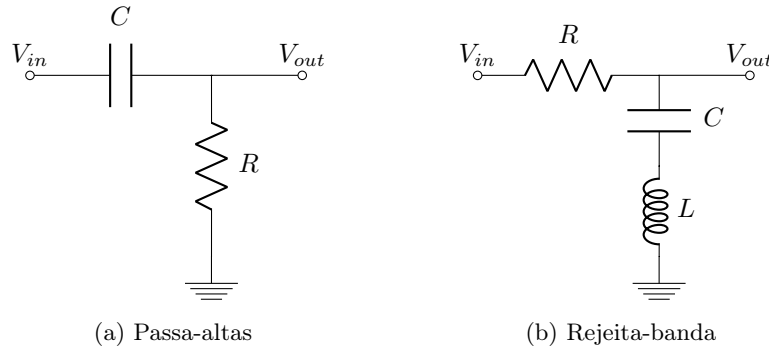 C
V_in V_out
R
(a) Passa-altas
V_in R V_out
C
L
(b) Rejeita-banda